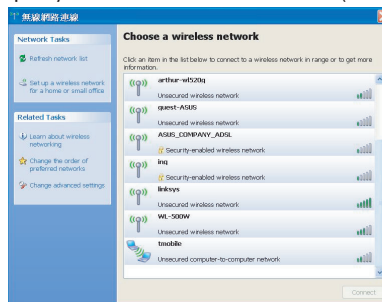 無線網路連線
Network Tasks
Refresh network list
Set up a wireless network
for a home or small office
Related Tasks
Learn about wireless
networking
Change the order of
preferred networks
Change advanced settings
Choose a wireless network
Click an item in the list below to connect to a wireless network in range or to get more
information.
arthur-wl520g
Unsecured wireless network
guest-ASUS
Unsecured wireless network
ASUS_COMPANY_ADSL
Security-enabled wireless network
inq
Security-enabled wireless network
linksys
Unsecured wireless network
WL-500W
Unsecured wireless network
tmobile
Unsecured computer-to-computer network
Connect